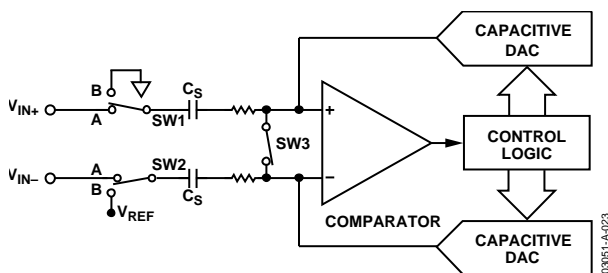 CAPACITIVE
DAC
B
VIN+
A
SW1
CS
+
SW3
CONTROL
LOGIC
VIN–
A
SW2
B
CS
–
VREF
COMPARATOR
CAPACITIVE
DAC
03051-A-023